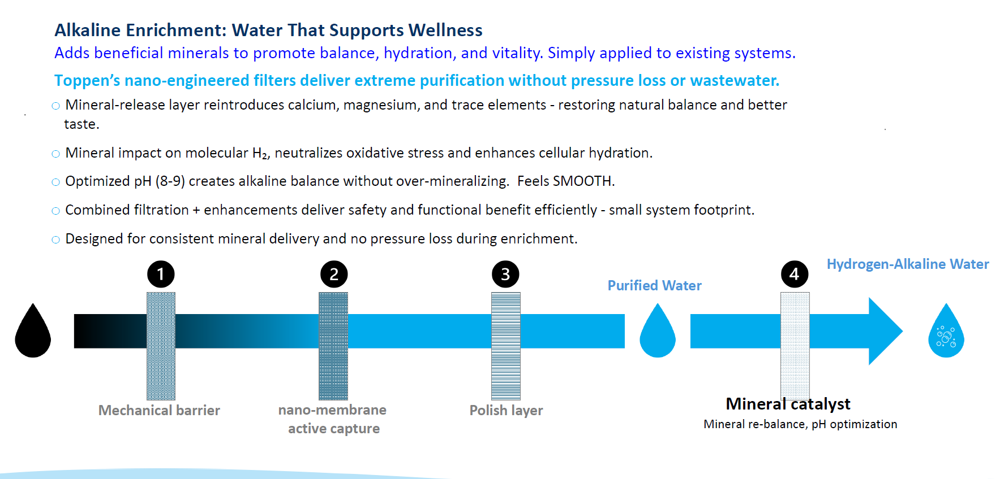 Alkaline Enrichment: Water That Supports Wellness
Adds beneficial minerals to promote balance, hydration, and vitality. Simply applied to existing systems.
Toppen’s nano-engineered filters deliver extreme purification without pressure loss or wastewater.
Mineral-release layer reintroduces calcium, magnesium, and trace elements - restoring natural balance and better
taste.
Mineral impact on molecular H₂, neutralizes oxidative stress and enhances cellular hydration.
Optimized pH (8-9) creates alkaline balance without over-mineralizing.  Feels SMOOTH.
Combined filtration + enhancements deliver safety and functional benefit efficiently - small system footprint.
Designed for consistent mineral delivery and no pressure loss during enrichment.
1
2
3
4
Purified Water
Hydrogen-Alkaline Water
Mechanical barrier
nano-membrane
active capture
Polish layer
Mineral catalyst
Mineral re-balance, pH optimization